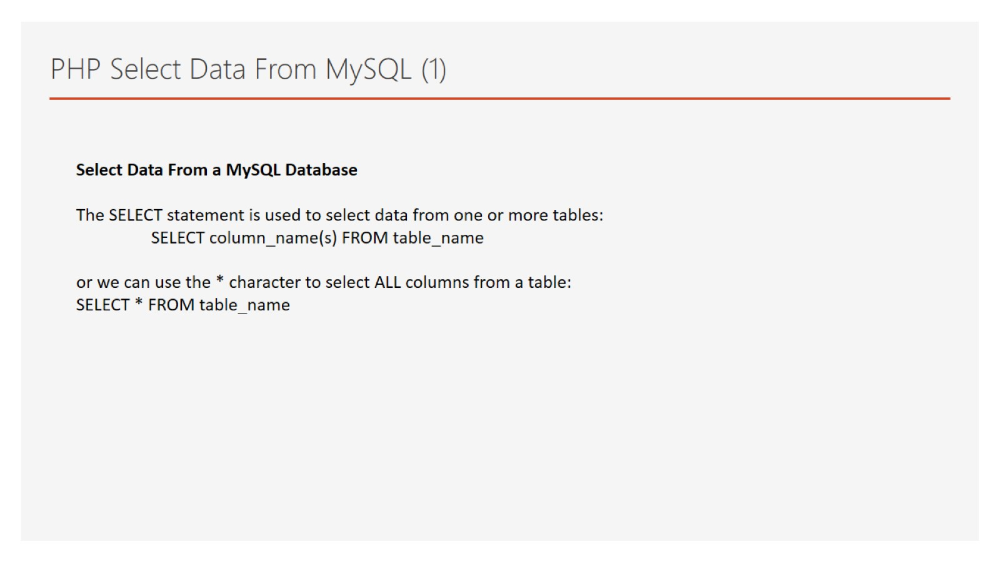 PHP Select Data From MySQL (1)
Select Data From a MySQL Database
The SELECT statement is used to select data from one or more tables:
SELECT column_name(s) FROM table_name
or we can use the * character to select ALL columns from a table:
SELECT * FROM table_name